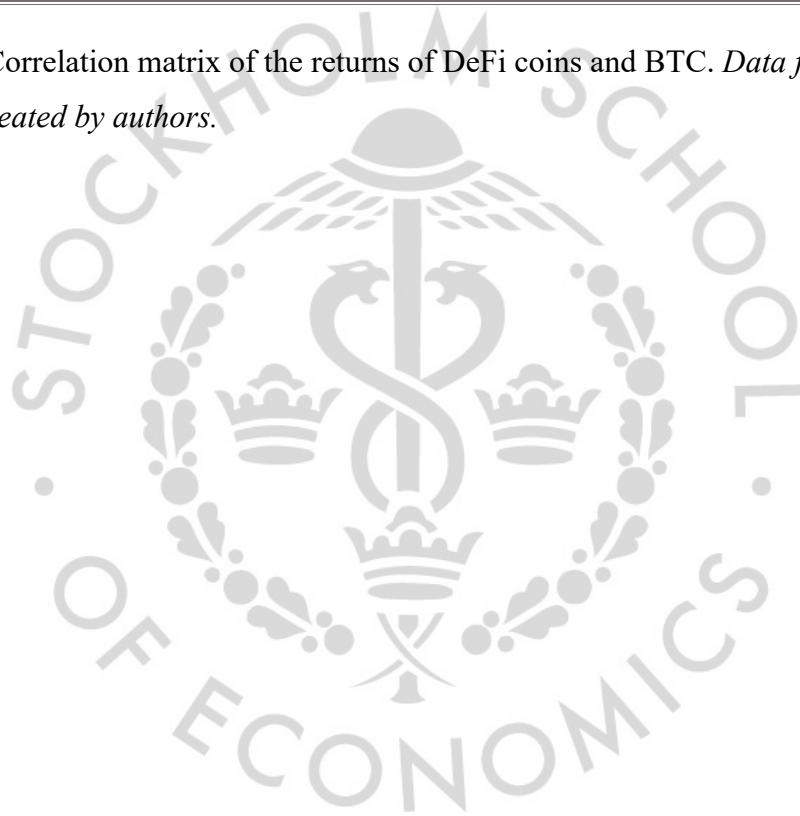 Correlation matrix of the returns of DeFi coins and BTC. Data
eated by authors.
STOCKHOLM SCHOOL
OF ECONOMICS